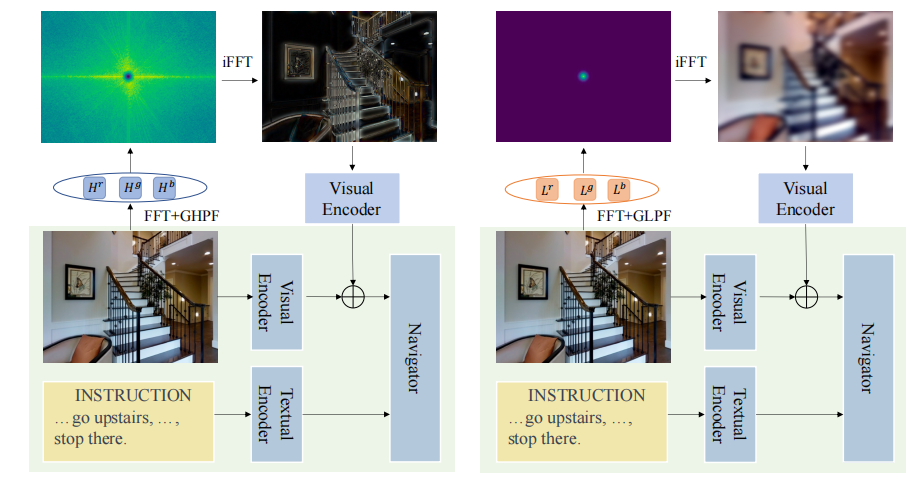 iFFT
H^r H^g H^b
Visual
Encoder
FFT+GHPF
Visual
Encoder
Navigator
INSTRUCTION
…go upstairs, …,
stop there.
Textual
Encoder
iFFT
L^r L^g L^b
Visual
Encoder
FFT+GLPF
Visual
Encoder
Navigator
INSTRUCTION
…go upstairs, …,
stop there.
Textual
Encoder